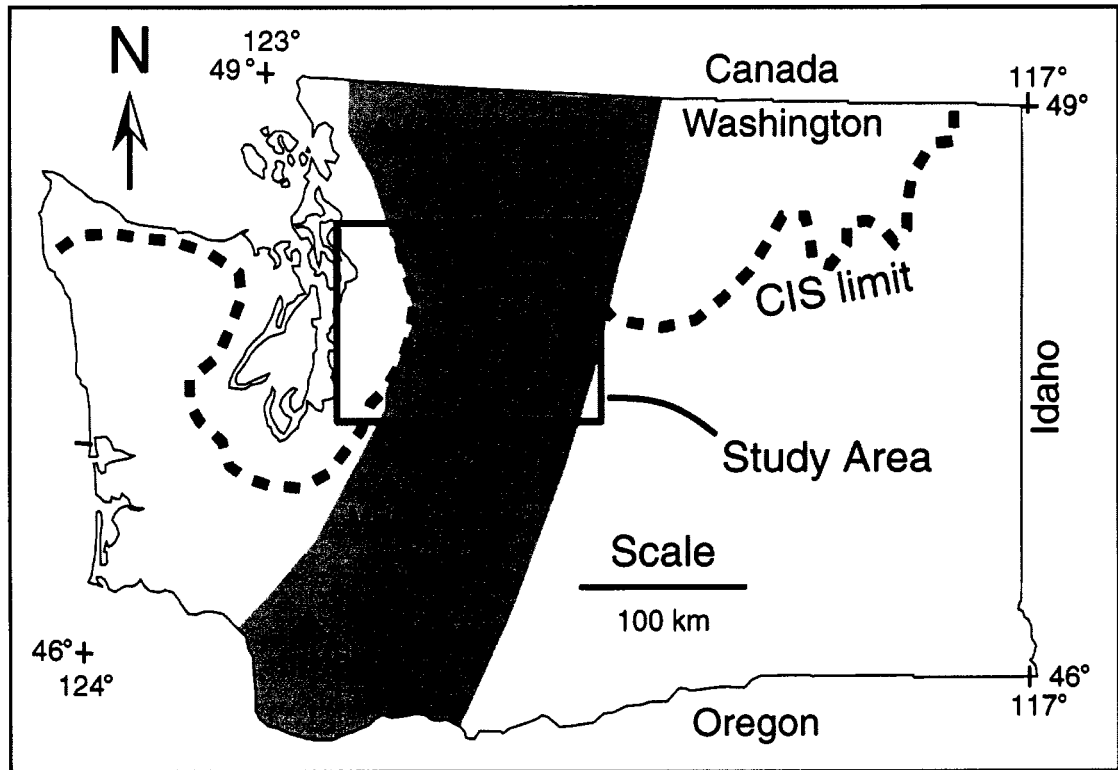 N
123°
49° +
Canada
117°
+ 49°
Washington
CIS limit
Idaho
Study Area
Scale
100 km
46° +
124°
+ 46°
117°
Oregon